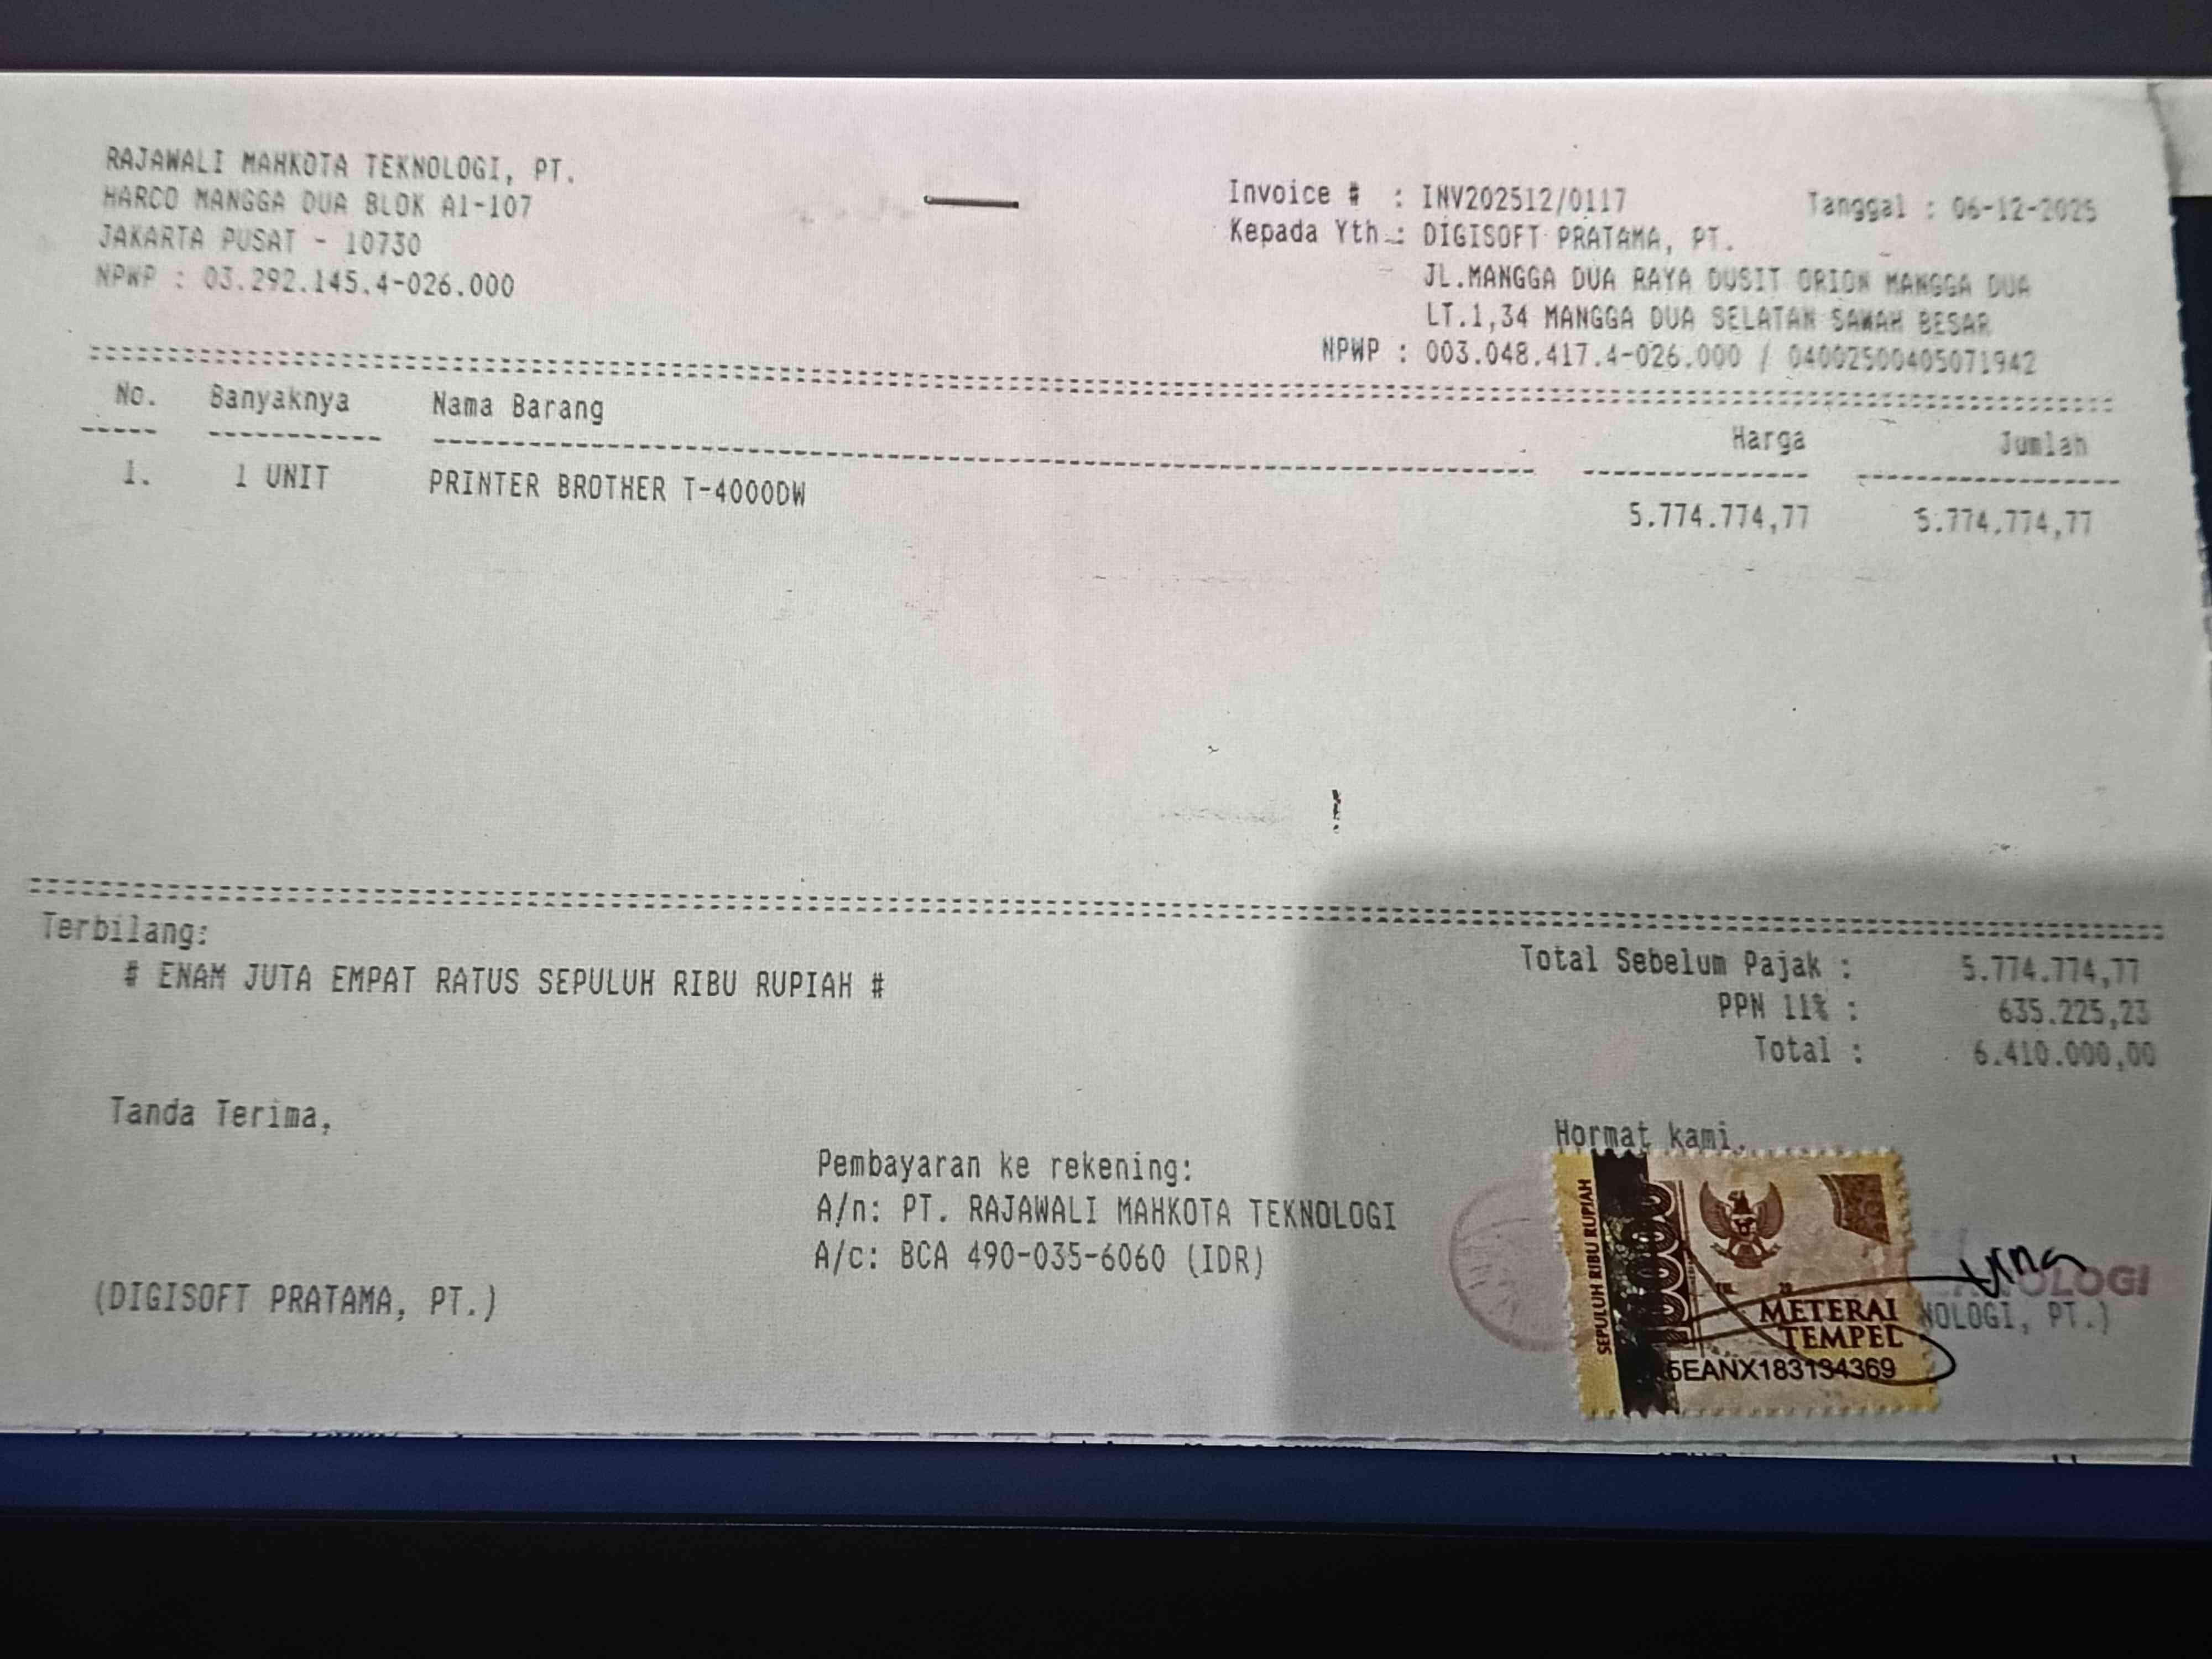 RAJAWALI MAHKOTA TEKNOLOGI, PT.
HARCO MANGGA DUA BLOK A1-107
JAKARTA PUSAT - 10730
NPWP : 03.292.145.4-026.000
Invoice # : INV202512/0117 Tanggal : 06-12-2025
Kepada Yth.: DIGISOFT PRATAMA, PT.
JL.MANGGA DUA RAYA DUSIT ORION MANGGA DUA
LT.1,34 MANGGA DUA SELATAN SAWAH BESAR
NPWP : 003.048.417.4-026.000 / 04002500405071942
No. Banyaknya Nama Barang Harga Jumlah
1. 1 UNIT PRINTER BROTHER T-4000DW 5.774.774,77 5.774.774,77
Terbilang:
# ENAM JUTA EMPAT RATUS SEPULUH RIBU RUPIAH #
Total Sebelum Pajak : 5.774.774,77
PPN 11% : 635.225,23
Total : 6.410.000,00
Tanda Terima,
(DIGISOFT PRATAMA, PT.)
Pembayaran ke rekening:
A/n: PT. RAJAWALI MAHKOTA TEKNOLOGI
A/c: BCA 490-035-6060 (IDR)
Hormat kami,
SEPULUH RIBU RUPIAH
10000
METERAI
TEMPEL
6EANX183134369
NOLOGI
NOLOGI, PT.)